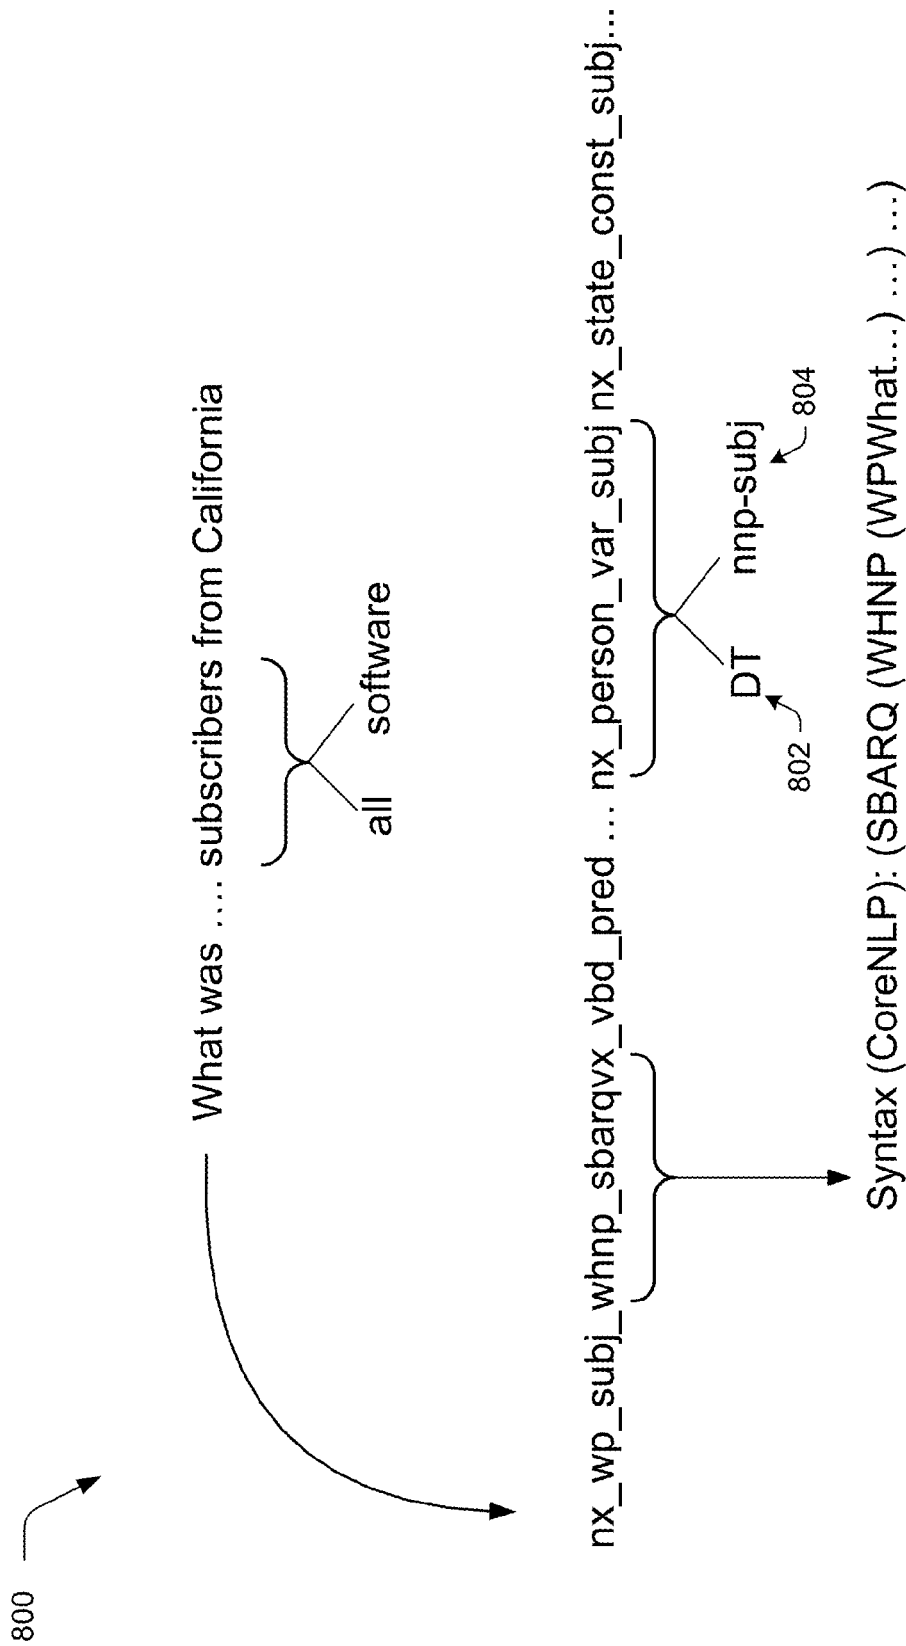 800
What was .... subscribers from California
all software
nx_wp_subj_whnp_sbarqvx_vbd_pred ... nx_person_var_subj nx_state_const_subj...
DT nnp-subj
802 804
Syntax (CoreNLP): (SBARQ (WHNP (WPWhat...) ...) ...)